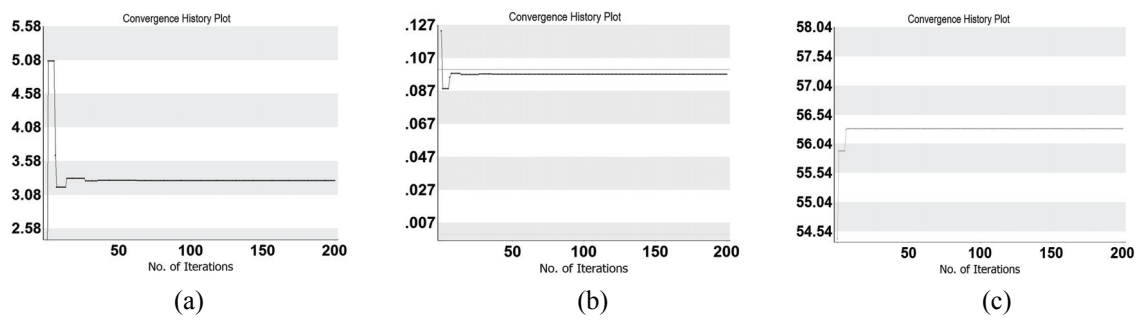 Convergence History Plot
5.58
5.08
4.58
4.08
3.58
3.08
2.58
50 100 150 200
No. of Iterations
(a)
Convergence History Plot
.127
.107
.087
.067
.047
.027
.007
50 100 150 200
No. of Iterations
(b)
Convergence History Plot
58.04
57.54
57.04
56.54
56.04
55.54
55.04
54.54
50 100 150 200
No. of Iterations
(c)